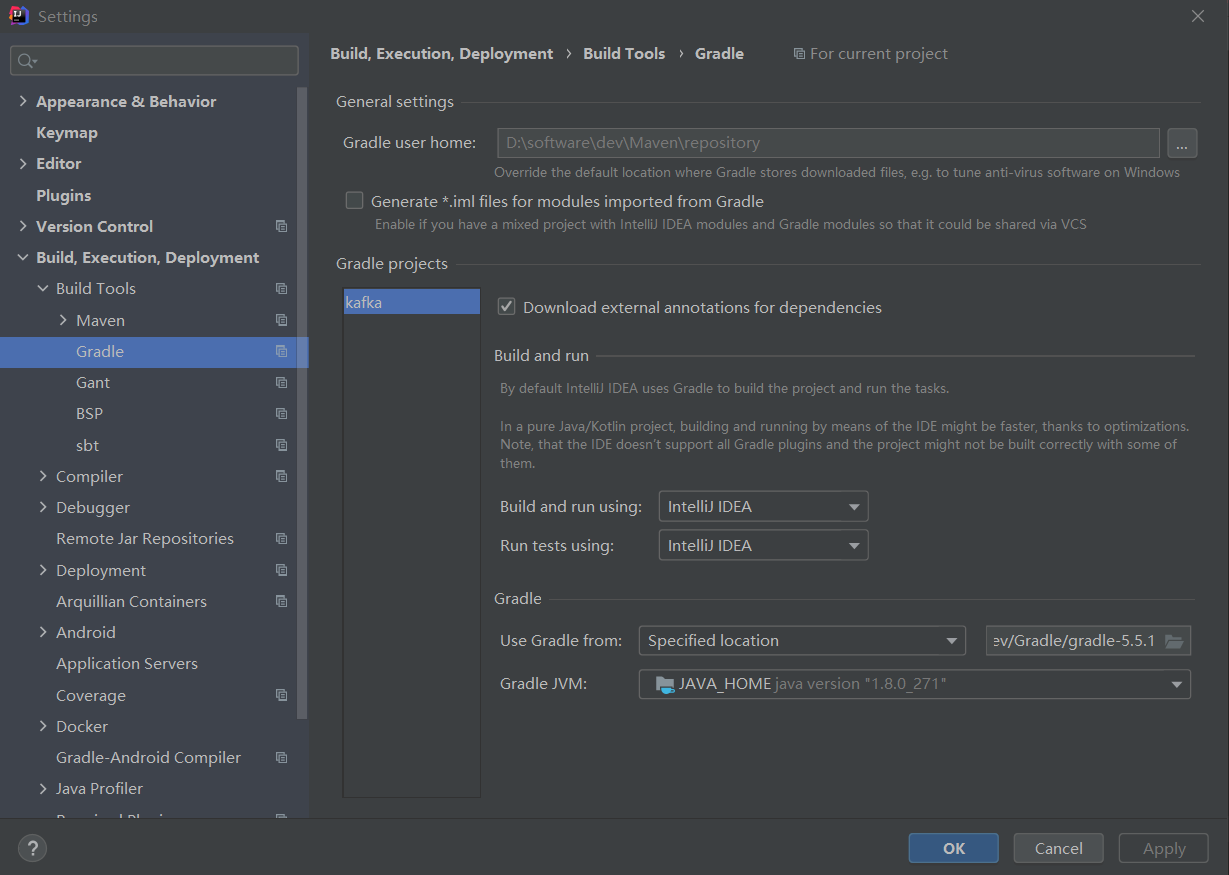 Settings
Build, Execution, Deployment › Build Tools › Gradle For current project
Appearance & Behavior
Keymap
Editor
Plugins
Version Control
Build, Execution, Deployment
Build Tools
Maven
Gradle
Gant
BSP
sbt
Compiler
Debugger
Remote Jar Repositories
Deployment
Arquillian Containers
Android
Application Servers
Coverage
Docker
Gradle-Android Compiler
Java Profiler
General settings
Gradle user home: D:\software\dev\Maven\repository ...
Override the default location where Gradle stores downloaded files, e.g. to tune anti-virus software on Windows
Generate *.iml files for modules imported from Gradle
Enable if you have a mixed project with IntelliJ IDEA modules and Gradle modules so that it could be shared via VCS
Gradle projects
kafka
Download external annotations for dependencies
Build and run
By default IntelliJ IDEA uses Gradle to build the project and run the tasks.
In a pure Java/Kotlin project, building and running by means of the IDE might be faster, thanks to optimizations.
Note, that the IDE doesn't support all Gradle plugins and the project might not be built correctly with some of
them.
Build and run using: IntelliJ IDEA
Run tests using: IntelliJ IDEA
Gradle
Use Gradle from: Specified location ev/Gradle/gradle-5.5.1
Gradle JVM: JAVA_HOME java version "1.8.0_271"
?
OK
Cancel
Apply